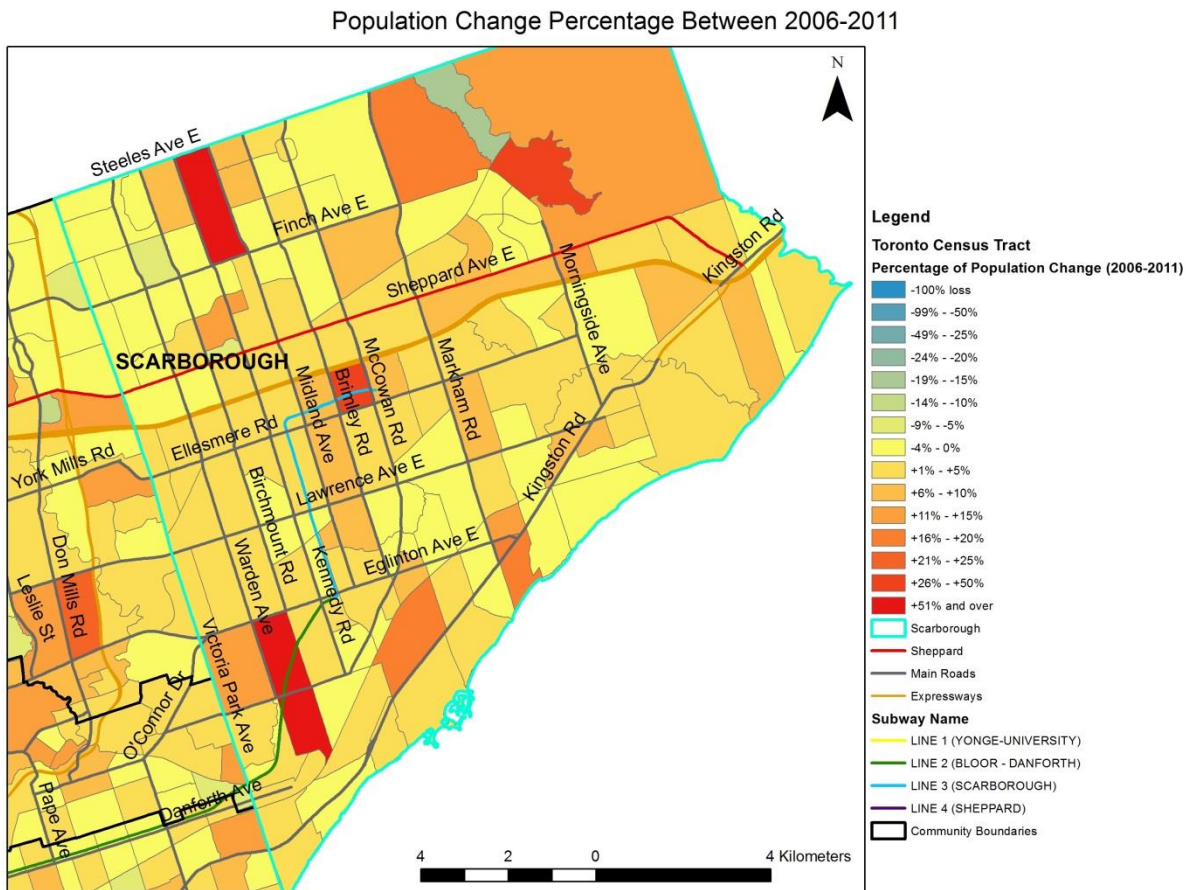 Population Change Percentage Between 2006-2011
N
Steeles Ave E
Finch Ave E
Sheppard Ave E
Kingston Rd
Morningside Ave
SCARBOROUGH
Midland Ave
Brimley Rd
McCowan Rd
Markham Rd
Ellesmere Rd
York Mills Rd
Lawrence Ave E
Kingston Rd
Birchmount Rd
Eglinton Ave E
Don Mills Rd
Leslie St
Warden Ave
Kennedy Rd
Victoria Park Ave
O'Connor Dr
Danforth Ave
Pape Ave
4 2 0 4 Kilometers
Legend
Toronto Census Tract
Percentage of Population Change (2006-2011)
-100% loss
-99% - -50%
-49% - -25%
-24% - -20%
-19% - -15%
-14% - -10%
-9% - -5%
-4% - 0%
+1% - +5%
+6% - +10%
+11% - +15%
+16% - +20%
+21% - +25%
+26% - +50%
+51% and over
Scarborough
Sheppard
Main Roads
Expressways
Subway Name
LINE 1 (YONGE-UNIVERSITY)
LINE 2 (BLOOR - DANFORTH)
LINE 3 (SCARBOROUGH)
LINE 4 (SHEPPARD)
Community Boundaries